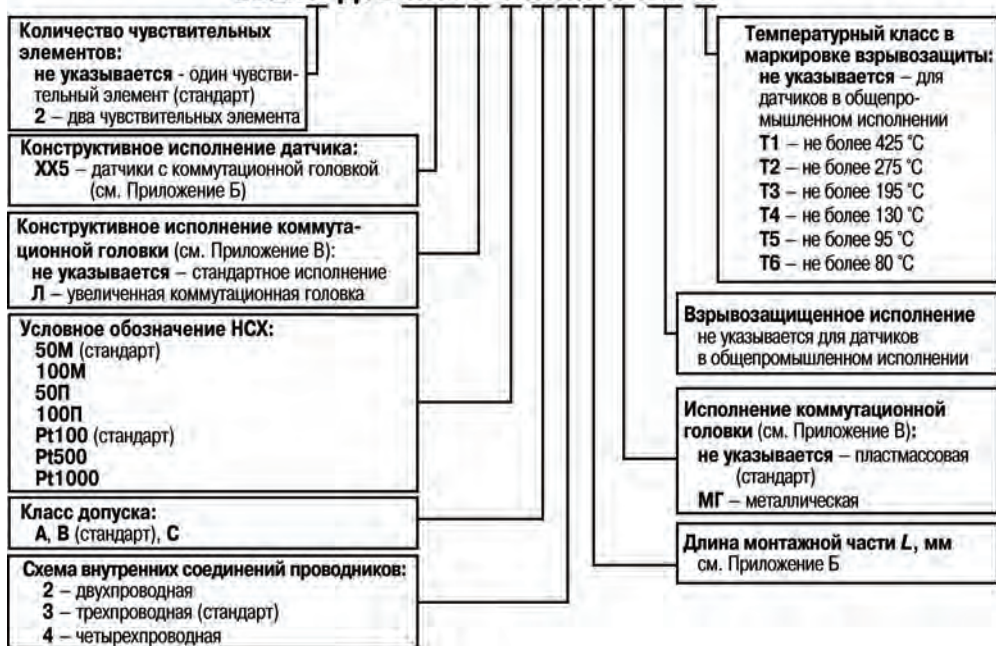 Количество чувствительных
элементов:
не указывается - один чувстви-
тельный элемент (стандарт)
2 – два чувствительных элемента
Конструктивное исполнение датчика:
ХХ5 – датчики с коммутационной головкой
(см. Приложение Б)
Конструктивное исполнение коммута-
ционной головки (см. Приложение В):
не указывается – стандартное исполнение
Л – увеличенная коммутационная головка
Условное обозначение НСХ:
50М (стандарт)
100М
50П
100П
Pt100 (стандарт)
Pt500
Pt1000
Класс допуска:
А, В (стандарт), С
Схема внутренних соединений проводников:
2 – двухпроводная
3 – трехпроводная (стандарт)
4 – четырехпроводная
Температурный класс в
маркировке взрывозащиты:
не указывается – для
датчиков в общепро-
мышленном исполнении
Т1 – не более 425 °С
Т2 – не более 275 °С
Т3 – не более 195 °С
Т4 – не более 130 °С
Т5 – не более 95 °С
Т6 – не более 80 °С
Взрывозащищенное исполнение
не указывается для датчиков
в общепромышленном исполнении
Исполнение коммутационной
головки (см. Приложение В):
не указывается – пластмассовая
(стандарт)
МГ – металлическая
Длина монтажной части L, мм
см. Приложение Б